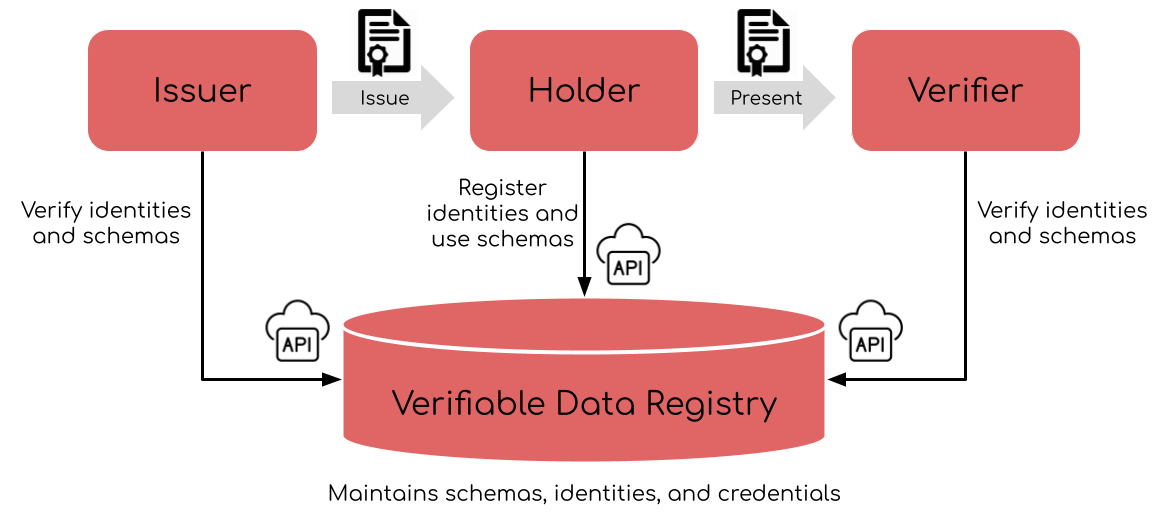 Issuer
Issue
Holder
Present
Verifier
Verify identities
and schemas
Register
identities and
use schemas
Verify identities
and schemas
API
API
API
Verifiable Data Registry
Maintains schemas, identities, and credentials